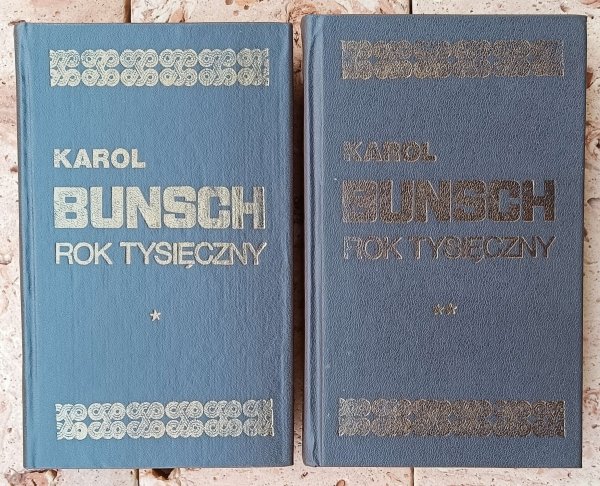 KAROL
BUNSCH
ROK TYSIĘCZNY
*
KAROL
BUNSCH
ROK TYSIĘCZNY
**